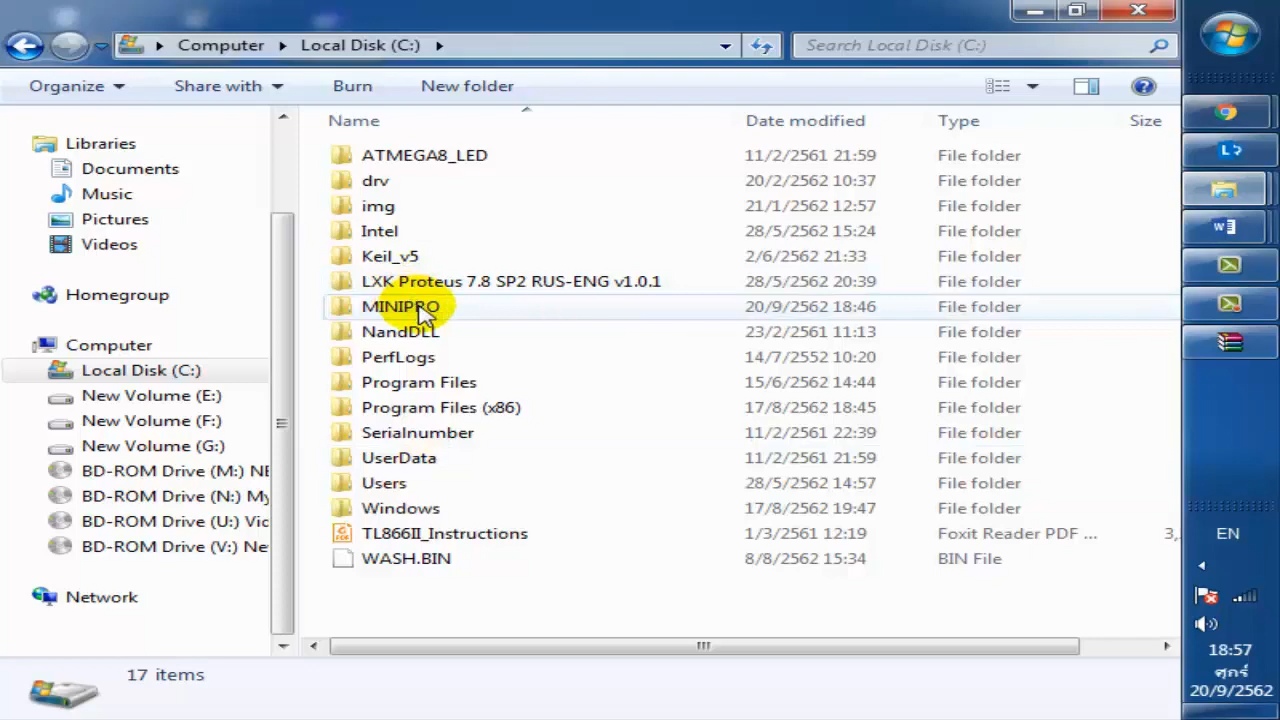 Computer Local Disk (C:) Search Local Disk (C:)
Organize Share with Burn New folder
Name Date modified Type Size
Libraries
Documents
Music
Pictures
Videos
Homegroup
Computer
Local Disk (C:)
New Volume (E:)
New Volume (F:)
New Volume (G:)
BD-ROM Drive (M:) NE
BD-ROM Drive (N:) My
BD-ROM Drive (U:) Vic
BD-ROM Drive (V:) Ne
Network
ATMEGA8_LED 11/2/2561 21:59 File folder
drv 20/2/2562 10:37 File folder
img 21/1/2562 12:57 File folder
Intel 28/5/2562 15:24 File folder
Keil_v5 2/6/2562 21:33 File folder
LXK Proteus 7.8 SP2 RUS-ENG v1.0.1 28/5/2562 20:39 File folder
MINIPRO 20/9/2562 18:46 File folder
NandDLL 23/2/2561 11:13 File folder
PerfLogs 14/7/2552 10:20 File folder
Program Files 15/6/2562 14:44 File folder
Program Files (x86) 17/8/2562 18:45 File folder
Serialnumber 11/2/2561 22:39 File folder
UserData 11/2/2561 21:59 File folder
Users 28/5/2562 14:57 File folder
Windows 17/8/2562 19:47 File folder
TL866II_Instructions 1/3/2561 12:19 Foxit Reader PDF ... 3,
WASH.BIN 8/8/2562 15:34 BIN File
17 items
EN
18:57
ศุกร์
20/9/2562